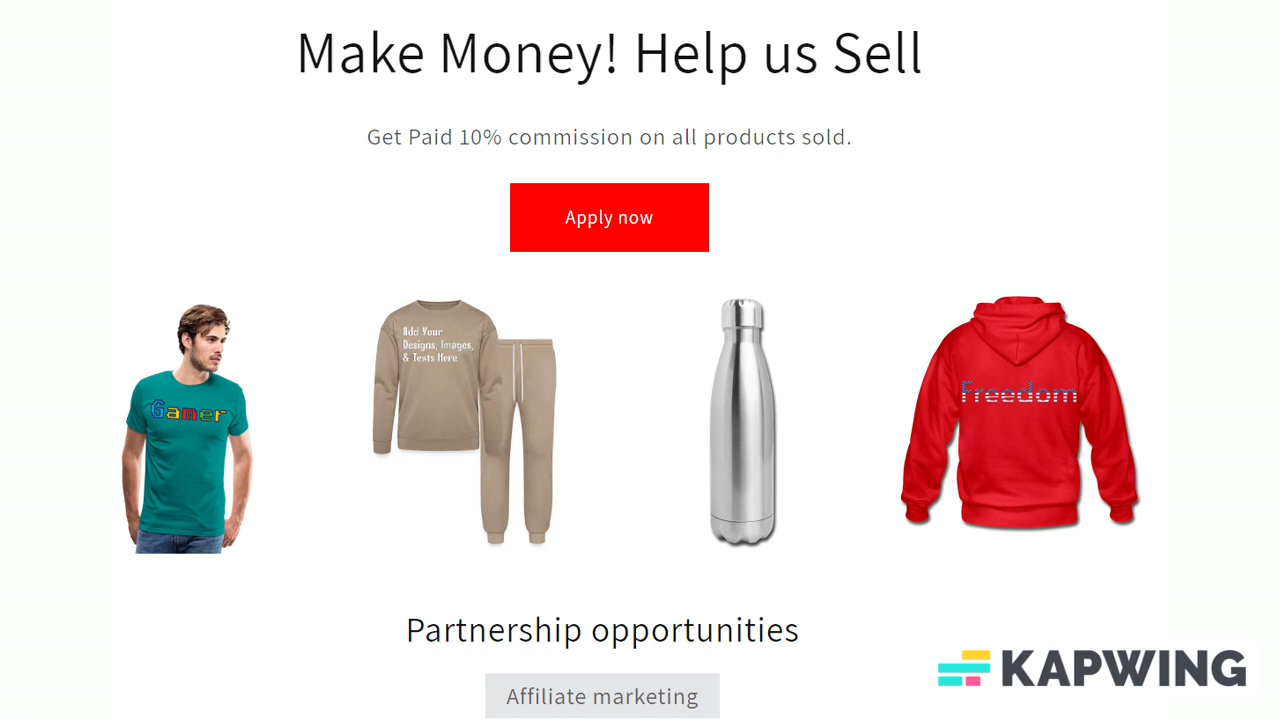 Make Money! Help us Sell
Get Paid 10% commission on all products sold.
Apply now
Gamer
Add Your
Designs, Images,
& Texts Here
Freedom
Partnership opportunities
KAPWING
Affiliate marketing